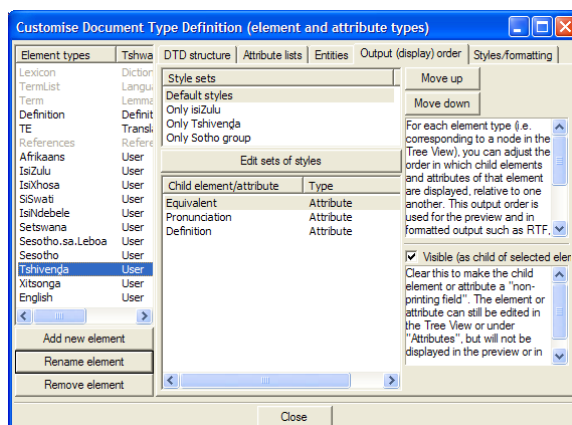 Customise Document Type Definition (element and attribute types)
Element types Tshwa
Lexicon Diction
TermList Langu
Term Lemma
Definition Definit
TE Transl
References Refere
Afrikaans User
IsiZulu User
IsiXhosa User
SiSwati User
IsiNdebele User
Setswana User
Sesotho.sa.Leboa User
Sesotho User
Tshivenḓa User
Xitsonga User
English User
Add new element
Rename element
Remove element
DTD structure Attribute lists Entities Output (display) order Styles/formatting
Style sets
Default styles
Only isiZulu
Only Tshivenḓa
Only Sotho group
Edit sets of styles
Child element/attribute Type
Equivalent Attribute
Pronunciation Attribute
Definition Attribute
Move up
Move down
For each element type (i.e.
corresponding to a node in the
Tree View), you can adjust the
order in which child elements
and attributes of that element
are displayed, relative to one
another. This output order is
used for the preview and in
formatted output such as RTF,
Visible (as child of selected elem
Clear this to make the child
element or attribute a "non-
printing field". The element or
attribute can still be edited in
the Tree View or under
"Attributes", but will not be
displayed in the preview or in
Close